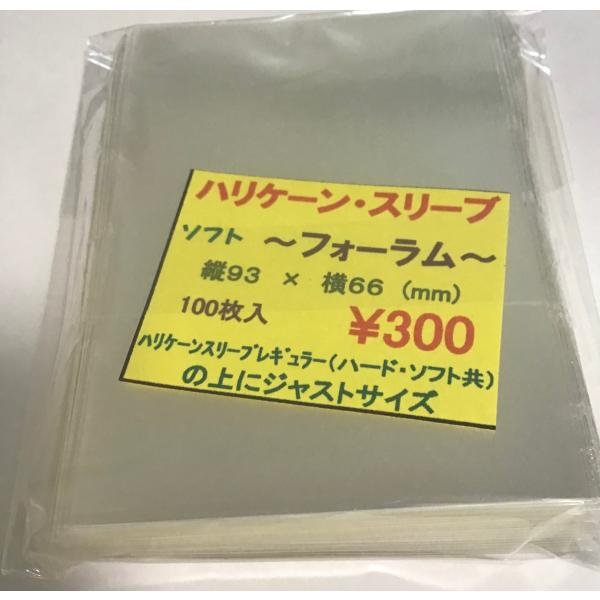 ハリケーン・スリーブ
ソフト ～フォーラム～
縦93 × 横66 (mm)
100枚入 ¥300
ﾊﾘｹｰﾝｽﾘｰﾌﾞﾚｷﾞｭﾗｰ(ハード・ソフト共)
の上にジャストサイズ